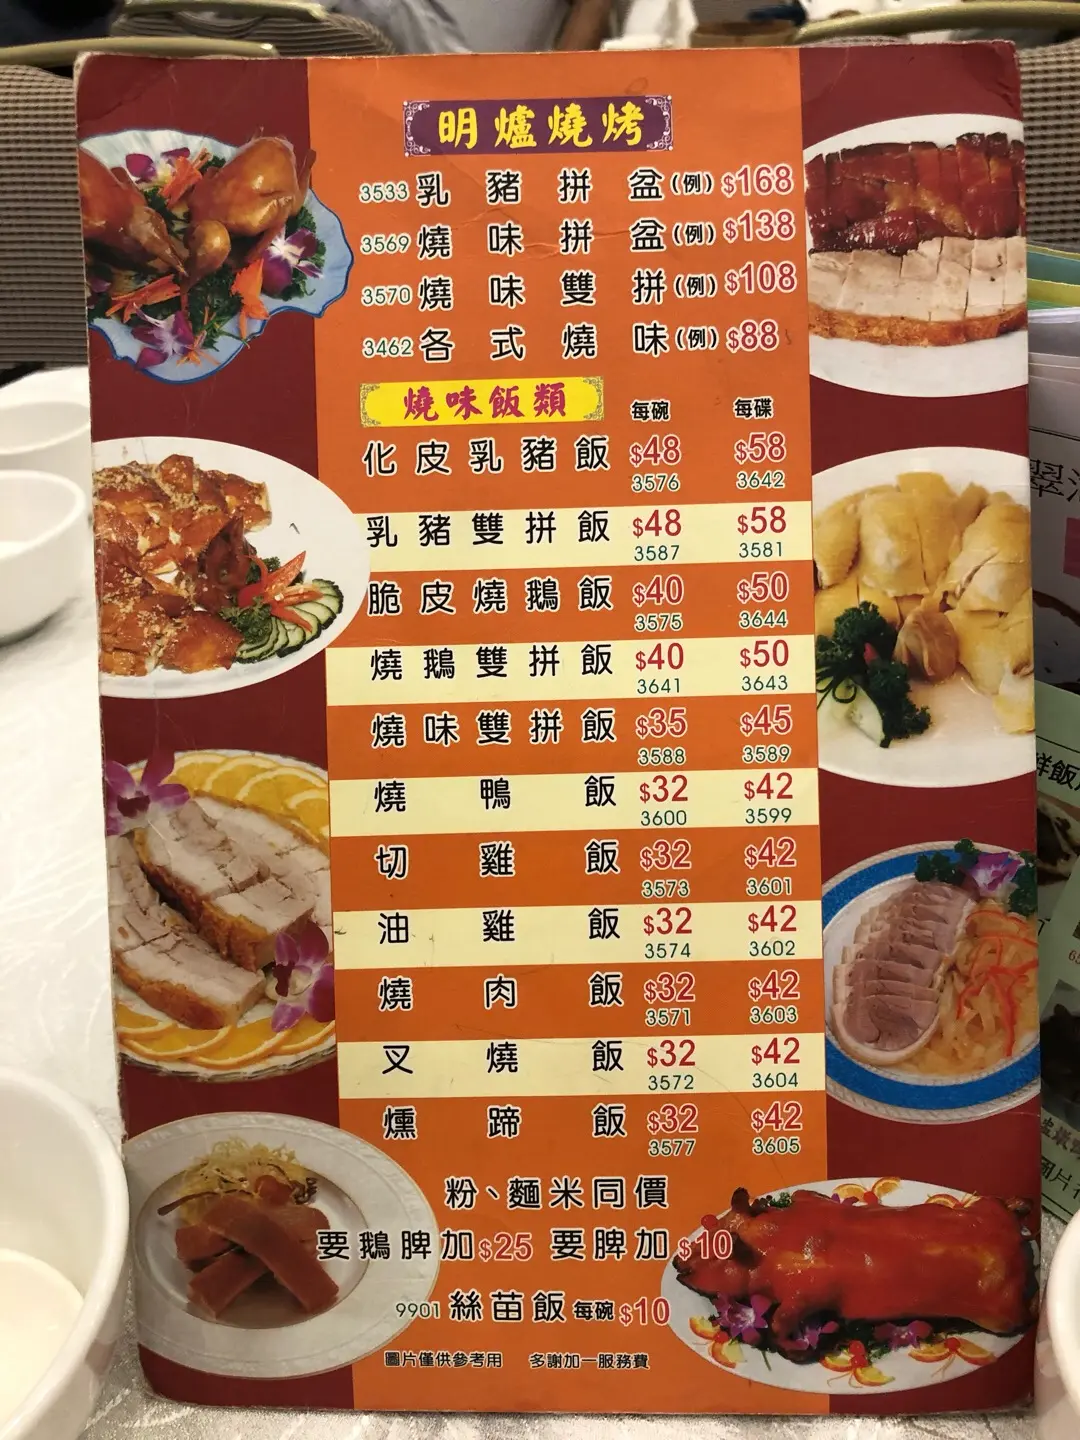 明爐燒烤
3533 乳豬拼盆(例) $168
3569 燒味拼盆(例) $138
3570 燒味雙拼(例) $108
3462 各式燒味(例) $88
燒味飯類 每碗 每碟
化皮乳豬飯 $48 $58
3576 3642
乳豬雙拼飯 $48 $58
3587 3581
脆皮燒鵝飯 $40 $50
3575 3644
燒鵝雙拼飯 $40 $50
3641 3643
燒味雙拼飯 $35 $45
3588 3589
燒鴨飯 $32 $42
3600 3599
切雞飯 $32 $42
3573 3601
油雞飯 $32 $42
3574 3602
燒肉飯 $32 $42
3571 3603
叉燒飯 $32 $42
3572 3604
燻蹄飯 $32 $42
3577 3605
粉、麵米同價
要鵝脾加$25 要脾加$10
9901 絲苗飯 每碗 $10
圖片僅供參考用 多謝加一服務費
翠
鮮飯
圖片